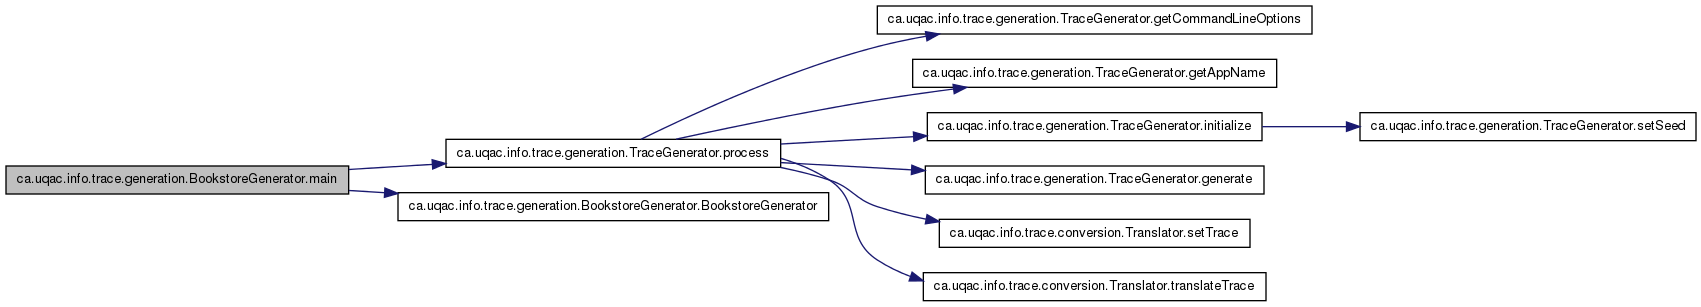 ca.uqac.info.trace.generation.TraceGenerator.getCommandLineOptions
ca.uqac.info.trace.generation.TraceGenerator.getAppName
ca.uqac.info.trace.generation.TraceGenerator.initialize
ca.uqac.info.trace.generation.TraceGenerator.setSeed
ca.uqac.info.trace.generation.TraceGenerator.process
ca.uqac.info.trace.generation.BookstoreGenerator.main
ca.uqac.info.trace.generation.TraceGenerator.generate
ca.uqac.info.trace.generation.BookstoreGenerator.BookstoreGenerator
ca.uqac.info.trace.conversion.Translator.setTrace
ca.uqac.info.trace.conversion.Translator.translateTrace